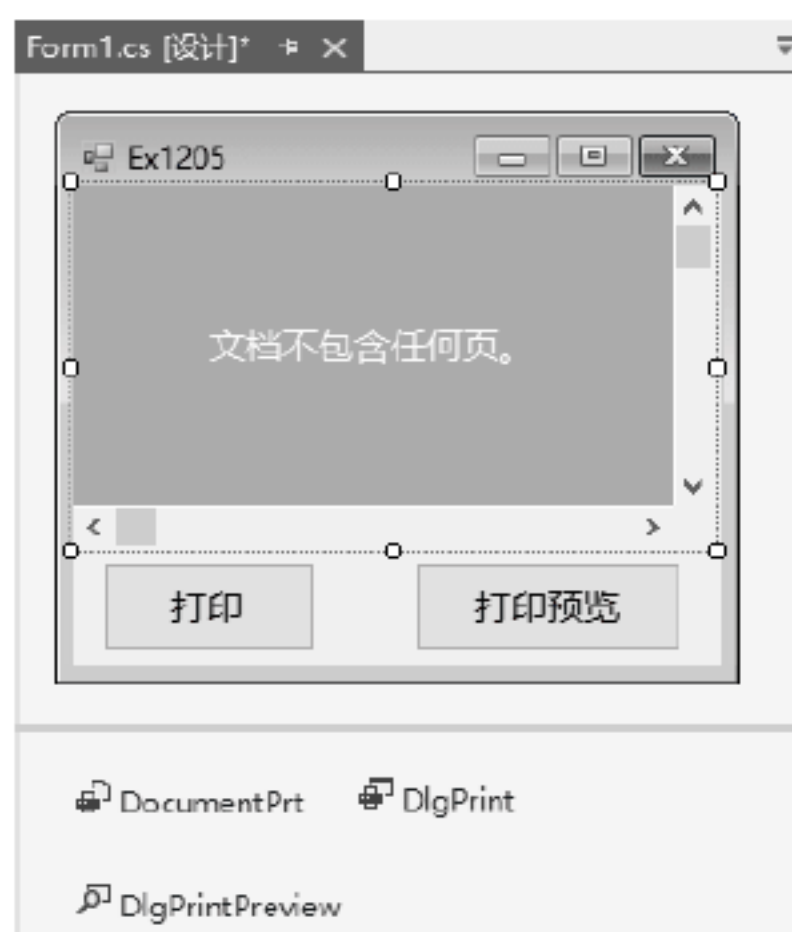 Form1.cs [设计]*
Ex1205
文档不包含任何页。
打印 打印预览
DocumentPrt DlgPrint
DlgPrintPreview